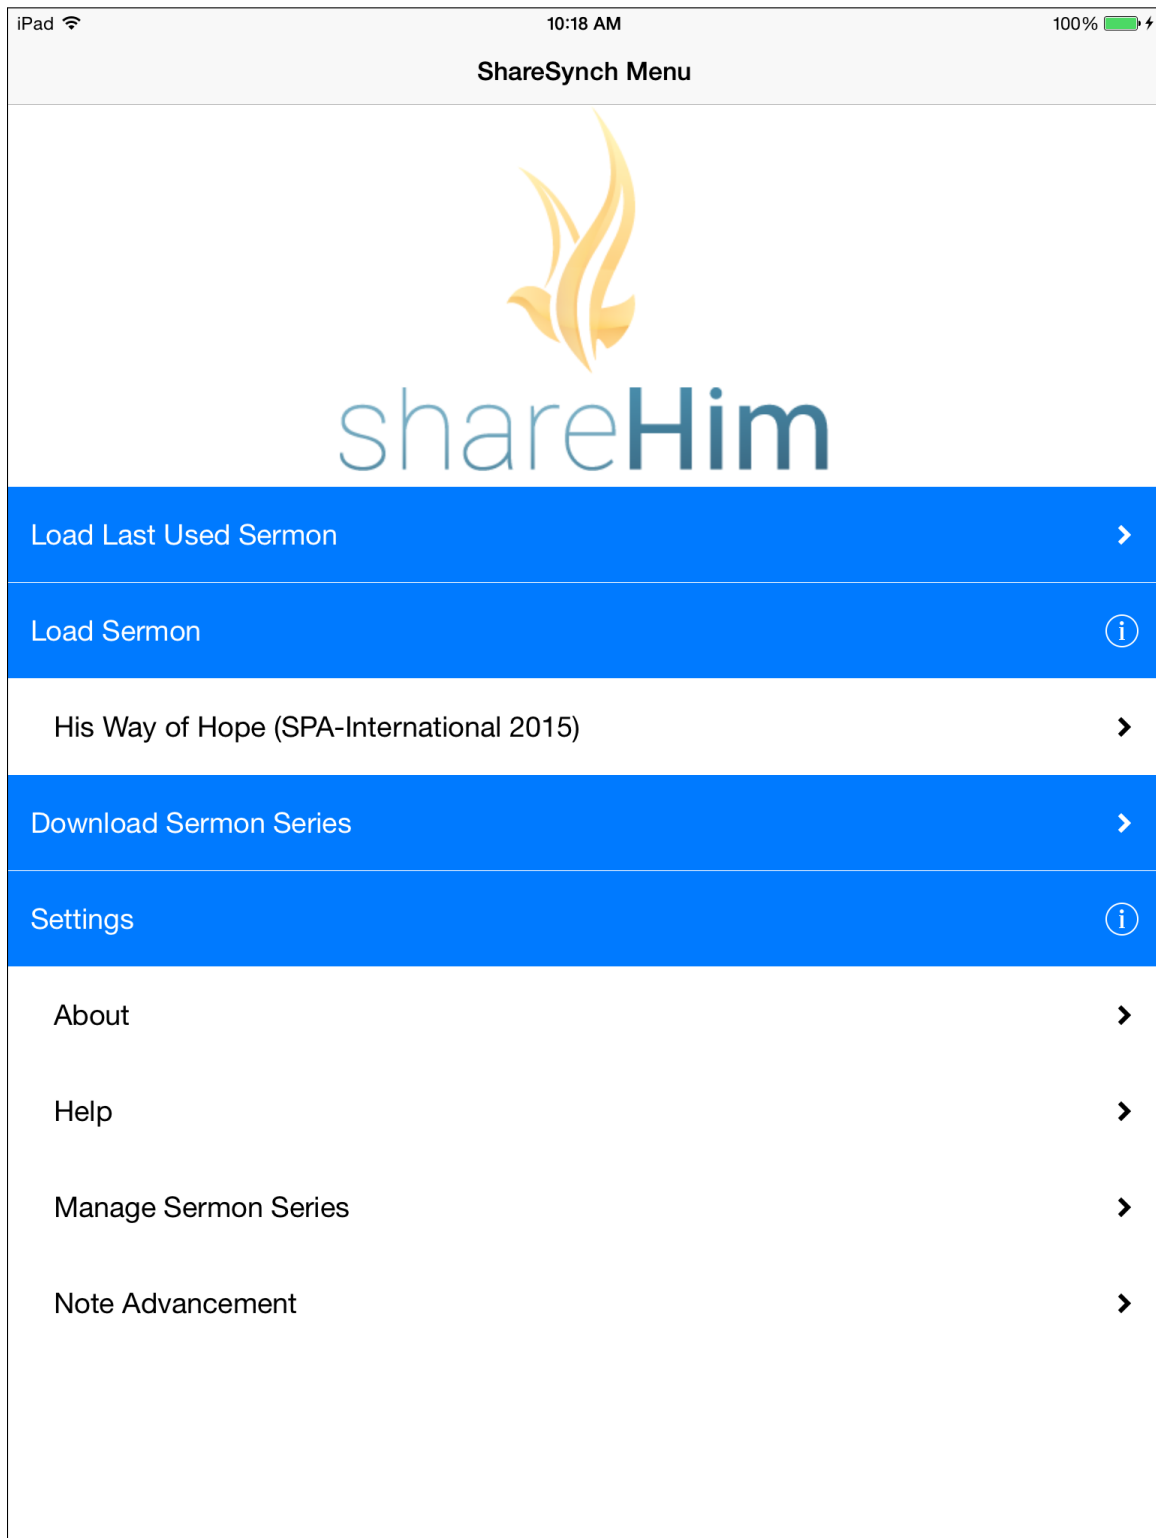 iPad 10:18 AM 100%
ShareSynch Menu
shareHim
Load Last Used Sermon
Load Sermon
His Way of Hope (SPA-International 2015)
Download Sermon Series
Settings
About
Help
Manage Sermon Series
Note Advancement